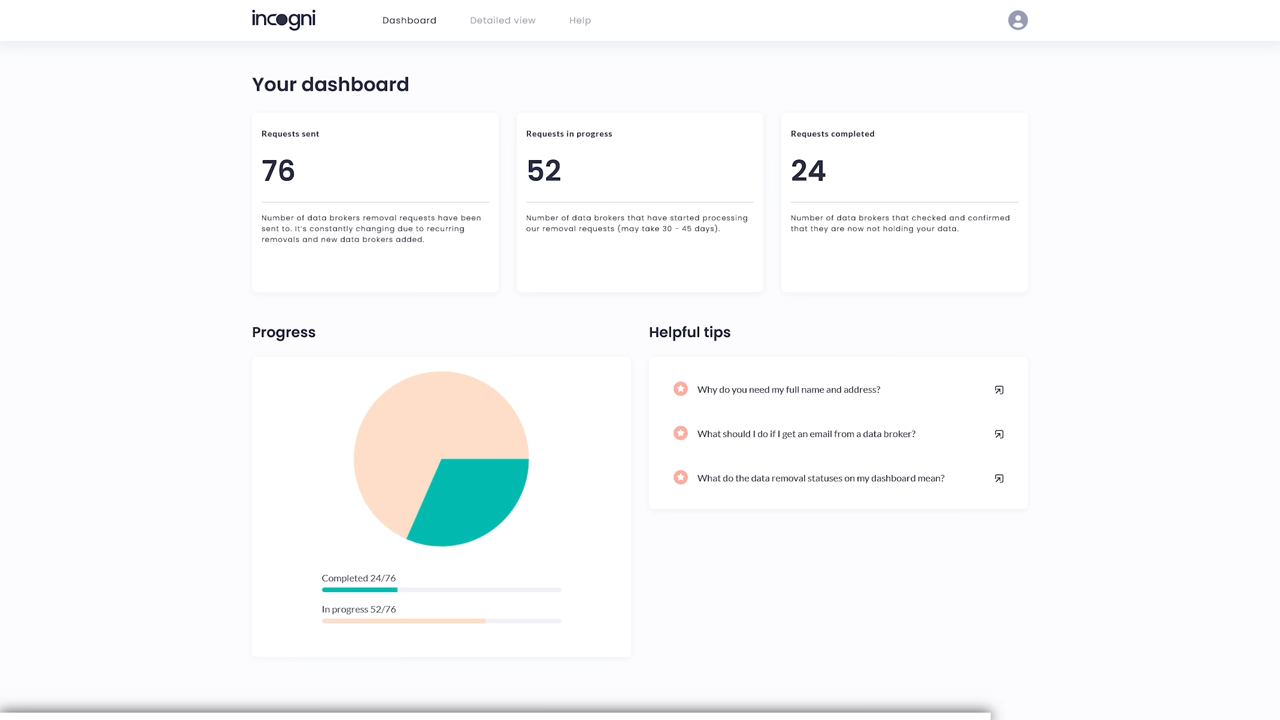 incogni
Dashboard
Detailed view
Help
Your dashboard
Requests sent
76
Number of data brokers removal requests have been
sent to. It's constantly changing due to recurring
removals and new data brokers added.
Requests in progress
52
Number of data brokers that have started processing
our removal requests (may take 30 - 45 days).
Requests completed
24
Number of data brokers that checked and confirmed
that they are now not holding your data.
Progress
Completed 24/76
In progress 52/76
Helpful tips
Why do you need my full name and address?
What should I do if I get an email from a data broker?
What do the data removal statuses on my dashboard mean?